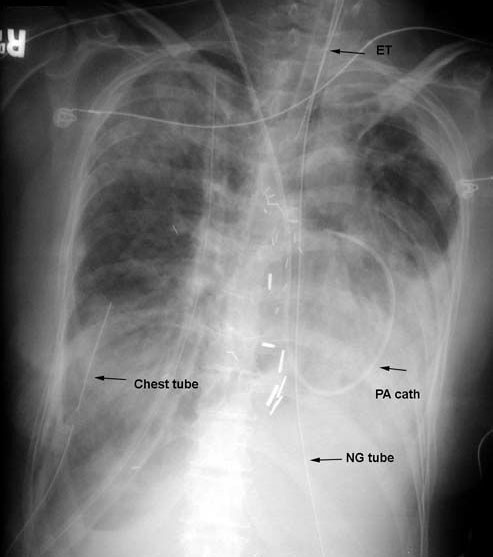 R
ET
Chest tube
PA cath
NG tube